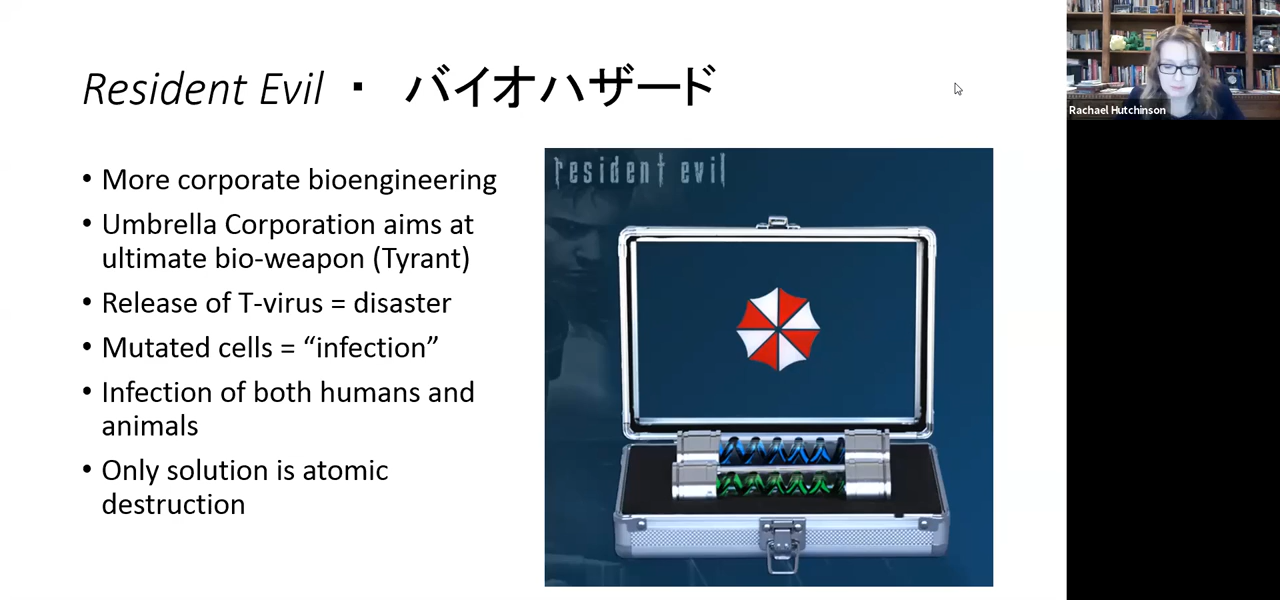 Resident Evil ・ バイオハザード
• More corporate bioengineering
• Umbrella Corporation aims at
ultimate bio-weapon (Tyrant)
• Release of T-virus = disaster
• Mutated cells = “infection”
• Infection of both humans and
animals
• Only solution is atomic
destruction
resident evil
Rachael Hutchinson